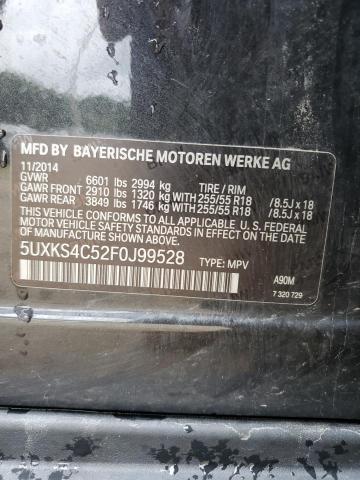 MFD BY BAYERISCHE MOTOREN WERKE AG
11/2014
GVWR 6601 lbs 2994 kg TIRE / RIM
GAWR FRONT 2910 lbs 1320 kg WITH 255/55 R18 /8.5J x 18
GAWR REAR 3849 lbs 1746 kg WITH 255/55 R18 /8.5J x 18
THIS VEHICLE CONFORMS TO ALL APPLICABLE U.S. FEDERAL
MOTOR VEHICLE SAFETY STANDARDS IN EFFECT ON THE DATE
OF MANUFACTURE SHOWN ABOVE.
5UXKS4C52F0J99528 TYPE: MPV
A90M
7 320 729